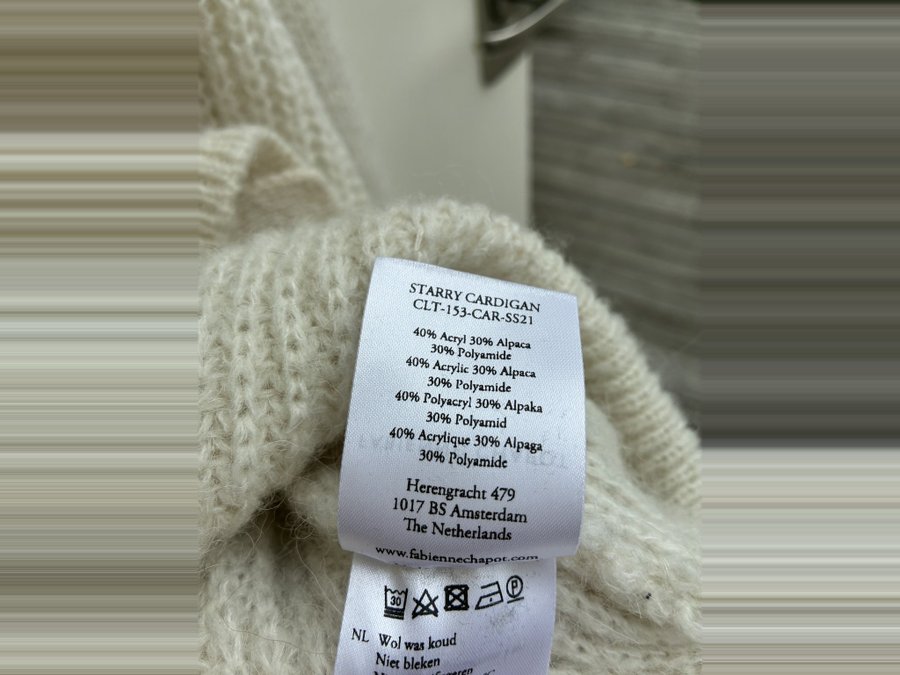 STARRY CARDIGAN
CLT-153-CAR-SS21
40% Acryl 30% Alpaca
30% Polyamide
40% Acrylic 30% Alpaca
30% Polyamide
40% Polyacryl 30% Alpaka
30% Polyamid
40% Acrylique 30% Alpaga
30% Polyamide
Herengracht 479
1017 BS Amsterdam
The Netherlands
www.fabiennechapot.com
30
P
NL Wol was koud
Niet bleken